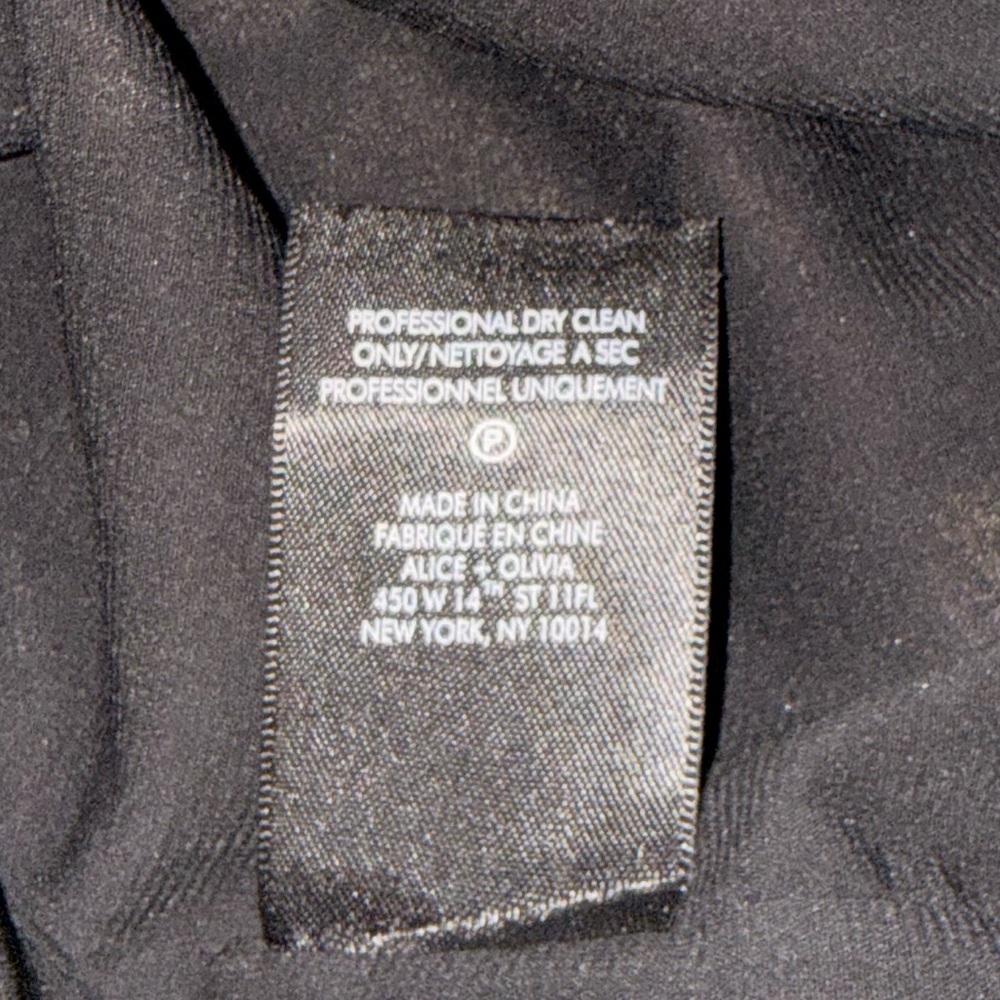 PROFESSIONAL DRY CLEAN
ONLY/NETTOYAGE A SEC
PROFESSIONNEL UNIQUEMENT
P
MADE IN CHINA
FABRIQUE EN CHINE
ALICE + OLIVIA
450 W 14TH ST 11FL
NEW YORK, NY 10014